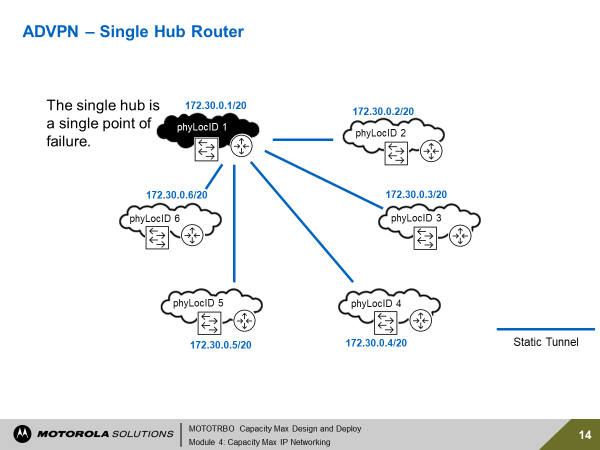 ADVPN – Single Hub Router
The single hub is
a single point of
failure.
172.30.0.1/20
phyLocID 1
172.30.0.2/20
phyLocID 2
172.30.0.6/20
phyLocID 6
172.30.0.3/20
phyLocID 3
phyLocID 5
172.30.0.5/20
phyLocID 4
172.30.0.4/20
Static Tunnel
MOTOROLA SOLUTIONS
MOTOTRBO Capacity Max Design and Deploy
Module 4: Capacity Max IP Networking
14